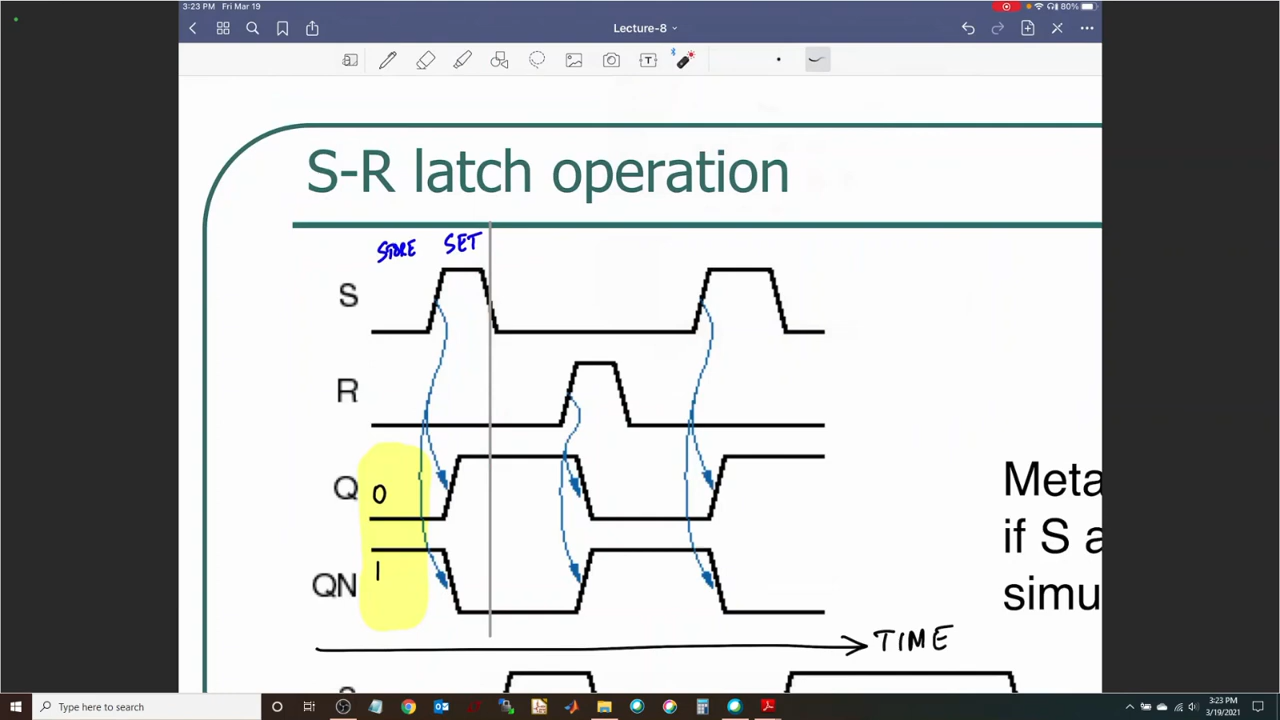 3:23 PM Fri Mar 19
80%
Lecture-8
S-R latch operation
STORE SET
S
R
Q 0
Meta
if S a
QN 1
simu
TIME
Type here to search
3:23 PM
3/19/2021